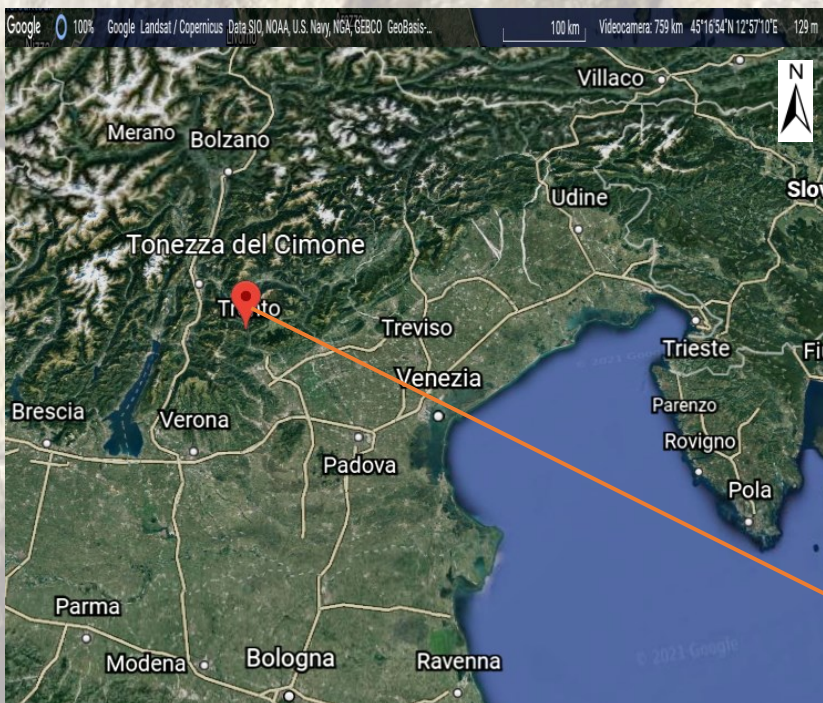 Google 100% Google Landsat / Copernicus Data SIO, NOAA, U.S. Navy, NGA, GEBCO GeoBasis-... 100 km Videocamera: 759 km 45°16'54"N 12°57'10"E 129 m
N
Villaco
Merano
Bolzano
Udine
Slov
Tonezza del Cimone
Treviso
Trieste
Fiu
Venezia
Brescia
Verona
Parenzo
Rovigno
Padova
Pola
Parma
Modena
Bologna
Ravenna
© 2021 Google